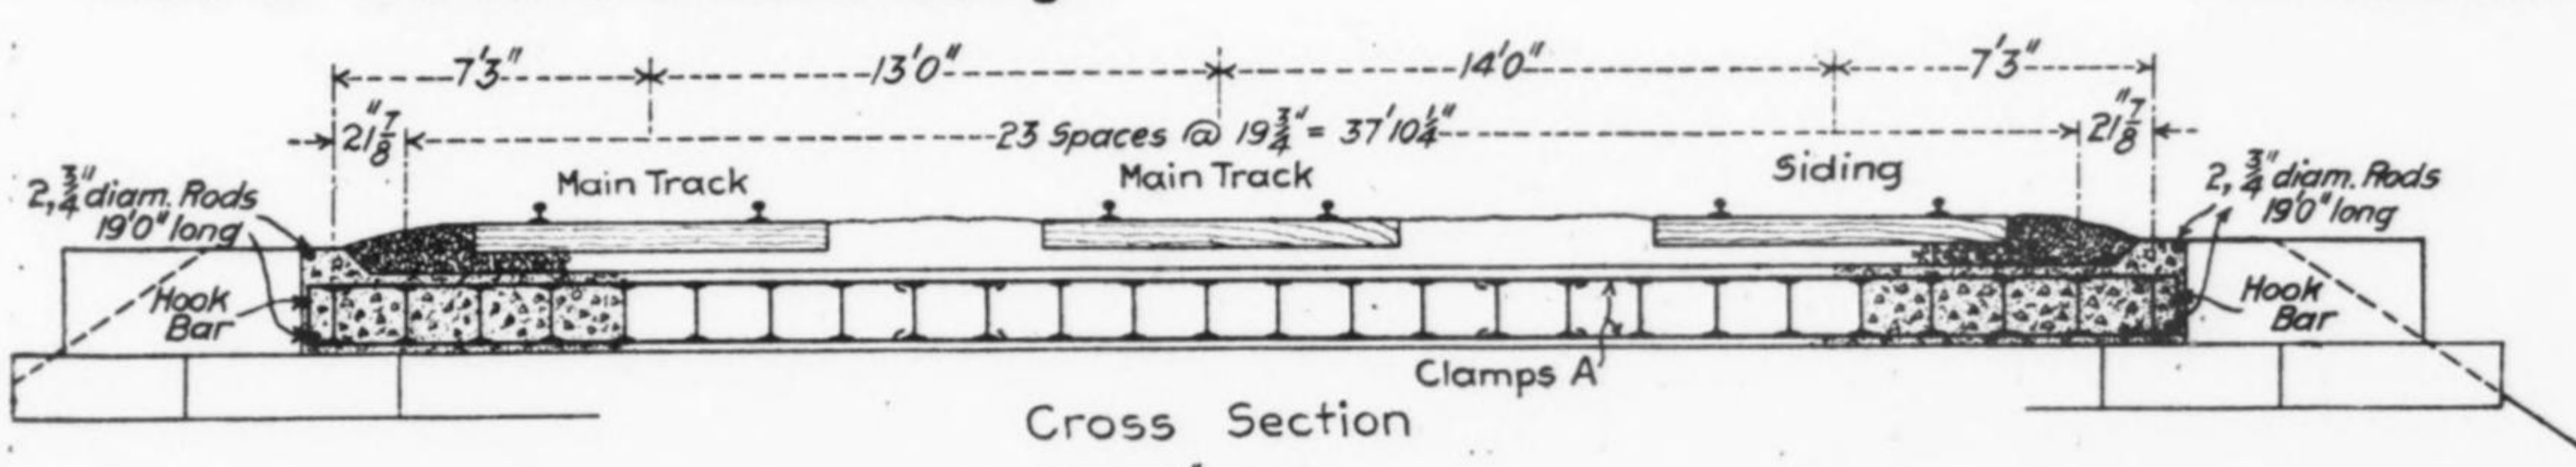 7'3" 13'0" 14'0" 7'3"
21 7/8" 23 Spaces @ 19 3/4" = 37'10 1/4" 21 7/8"
Main Track Main Track Siding
2, 3/4" diam. Rods
19'0" long
2, 3/4" diam. Rods
19'0" long
Hook
Bar
Hook
Bar
Clamps A
Cross Section